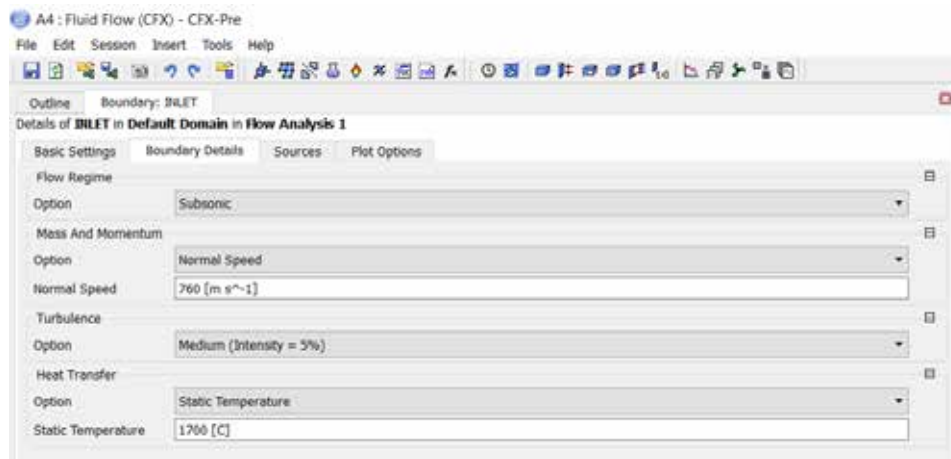 A4 : Fluid Flow (CFX) - CFX-Pre
File Edit Session Insert Tools Help
Outline Boundary: INLET
Details of INLET in Default Domain in Flow Analysis 1
Basic Settings Boundary Details Sources Plot Options
Flow Regime
Option Subsonic
Mass And Momentum
Option Normal Speed
Normal Speed 760 [m s^-1]
Turbulence
Option Medium (Intensity = 5%)
Heat Transfer
Option Static Temperature
Static Temperature 1700 [C]